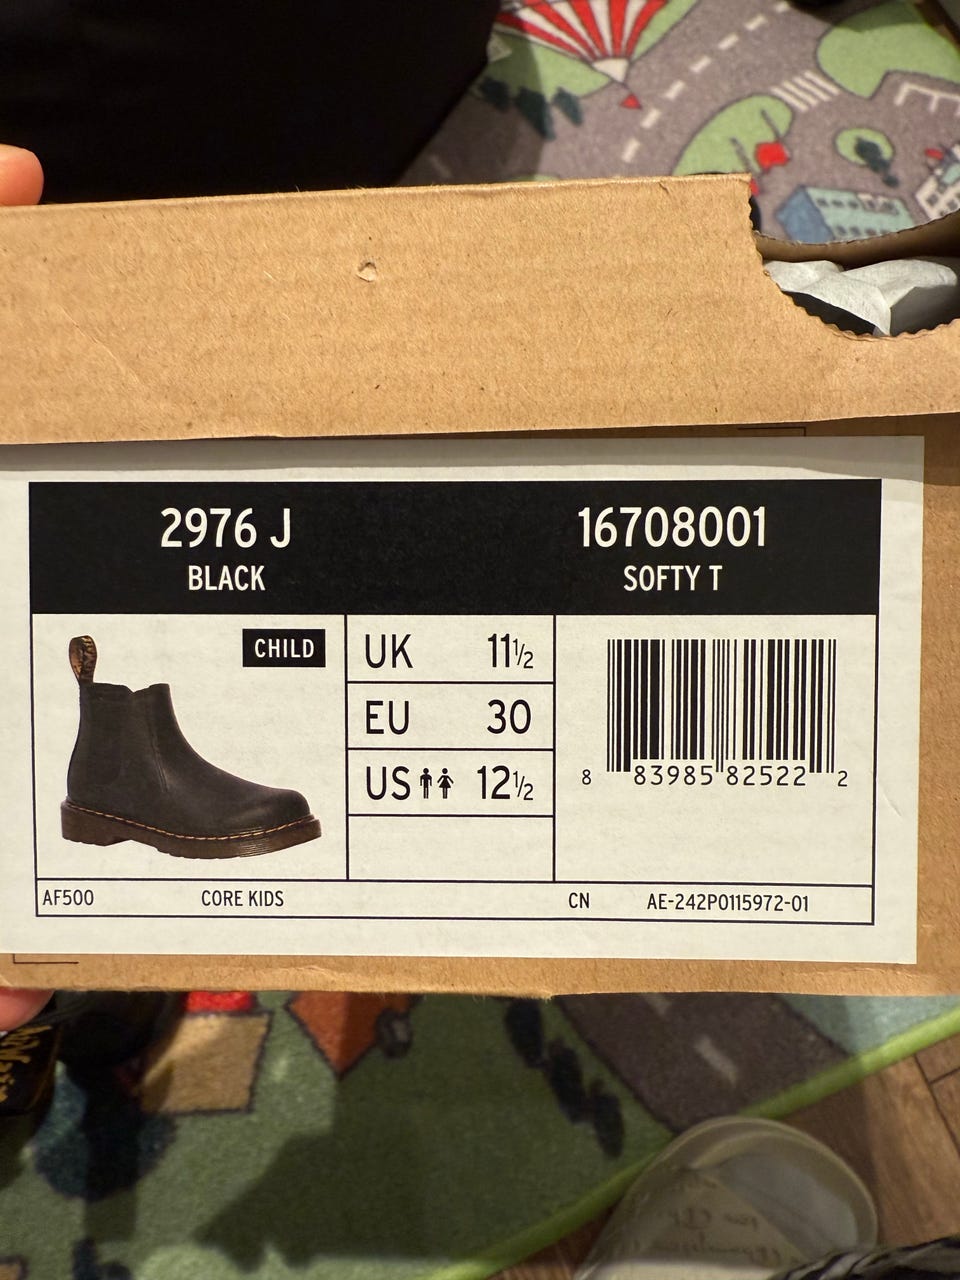 2976 J
BLACK
16708001
SOFTY T
CHILD
UK 11½
EU 30
US 12½
8 83985 82522 2
AF500 CORE KIDS CN AE-242P0115972-01